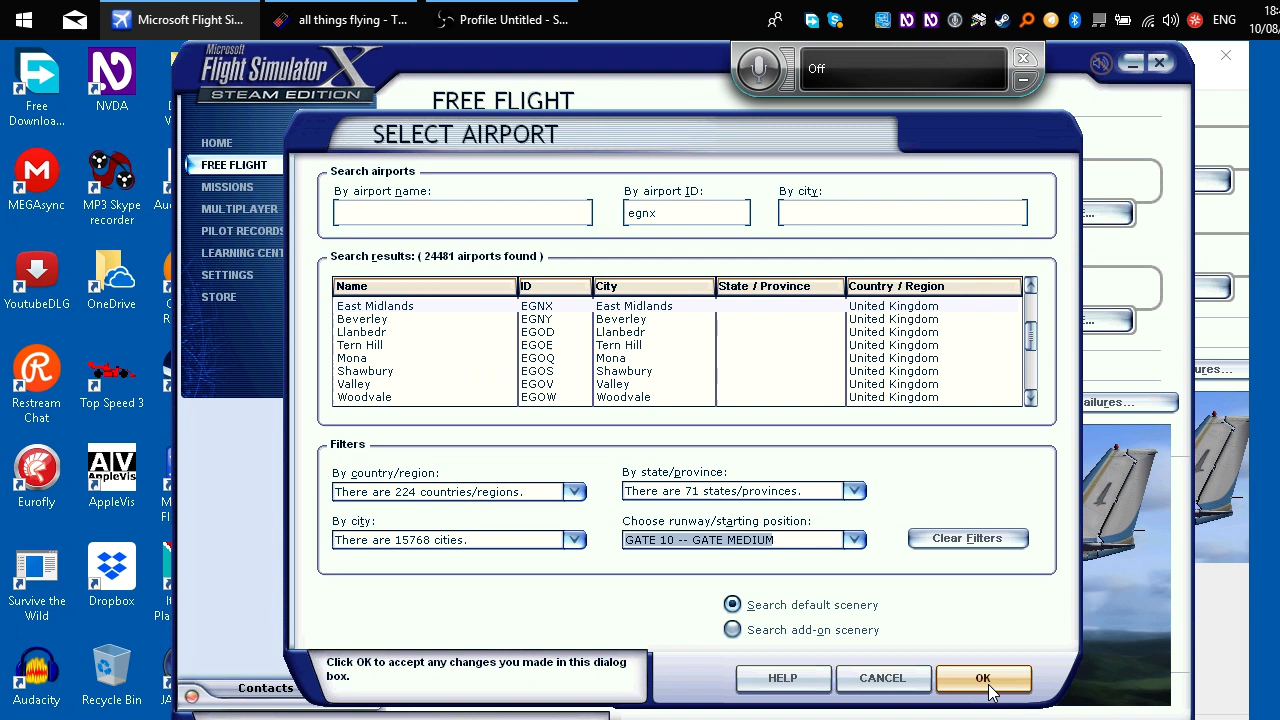 Microsoft Flight Si...
all things flying - T...
Profile: Untitled - S...
ENG
18:
10/08/
Free
Downloa...
NVDA
MEGAsync
MP3 Skype
recorder
YoutubeDLG
OneDrive
Restream
Chat
Top Speed 3
Eurofly
AppleVis
Survive the
Wild
Dropbox
Audacity
Recycle Bin
Microsoft
Flight Simulator X
STEAM EDITION
Off
FREE FLIGHT
HOME
FREE FLIGHT
MISSIONS
MULTIPLAYER
PILOT RECORDS
LEARNING CENT
SETTINGS
STORE
Contacts
SELECT AIRPORT
Search airports
By airport name:
By airport ID:
By city:
egnx
Search results: ( 24481 airports found )
Name ID City State / Province Country / Region
East Midlands EGNX East Midlands United Kingdom
Beverley EGNY Beverley United Kingdom
Llanbedr EGOD Llanbedr United Kingdom
Tern Hill EGOE Tern Hill United Kingdom
Mona EGOQ Mona United Kingdom
Shawbury EGOS Shawbury United Kingdom
Valley EGOV Valley United Kingdom
Woodvale EGOW Woodvale United Kingdom
Filters
By country/region:
By state/province:
There are 224 countries/regions.
There are 71 states/provinces.
By city:
Choose runway/starting position:
There are 15768 cities.
GATE 10 -- GATE MEDIUM
Clear Filters
Search default scenery
Search add-on scenery
Click OK to accept any changes you made in this dialog
box.
HELP
CANCEL
OK
ailures...
ures...